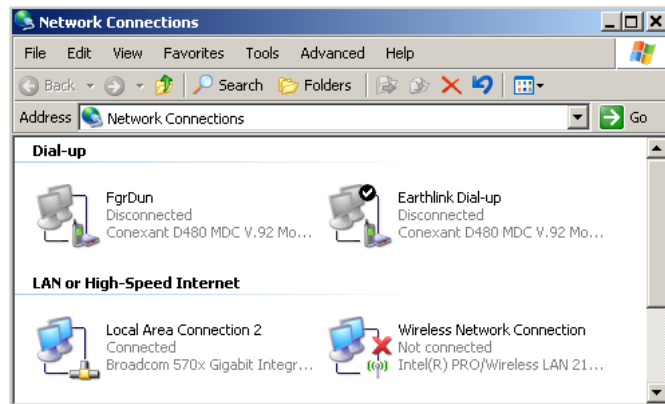 Network Connections
File Edit View Favorites Tools Advanced Help
Back Search Folders
Address Network Connections Go
Dial-up
FgrDun
Disconnected
Conexant D480 MDC V.92 Mo...
Earthlink Dial-up
Disconnected
Conexant D480 MDC V.92 Mo...
LAN or High-Speed Internet
Local Area Connection 2
Connected
Broadcom 570x Gigabit Integr...
Wireless Network Connection
Not connected
Intel(R) PRO/Wireless LAN 21...